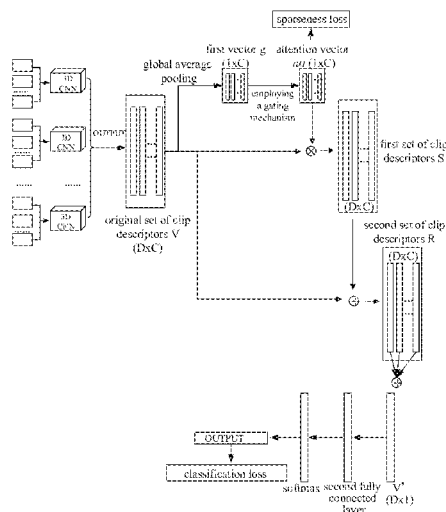 sparseness loss
first vector g
(1xC)
attention vector
(1xC)
global average
pooling
employing
a gating
mechanism
3D
CNN
3D
CNN
......
......
3D
CNN
OUTPUT
original set of clip
descriptors V
(DxC)
(DxC)
first set of clip
descriptors S
second set of clip
descriptors R
(DxC)
OUTPUT
classification loss
softmax
second fully
connected
layer
V'
(Dx1)